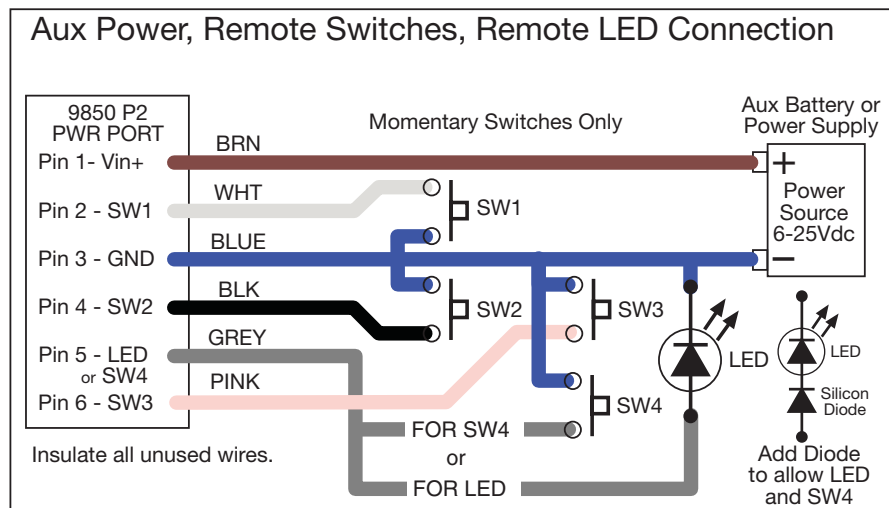 Aux Power, Remote Switches, Remote LED Connection
9850 P2
PWR PORT
Pin 1- Vin+
Pin 2 - SW1
Pin 3 - GND
Pin 4 - SW2
Pin 5 - LED
or SW4
Pin 6 - SW3
BRN
WHT
BLUE
BLK
GREY
PINK
Momentary Switches Only
SW1
SW2
SW3
SW4
FOR SW4
or
FOR LED
LED
Aux Battery or
Power Supply
+
Power
Source
6-25Vdc
−
LED
Silicon
Diode
Add Diode
to allow LED
and SW4
Insulate all unused wires.